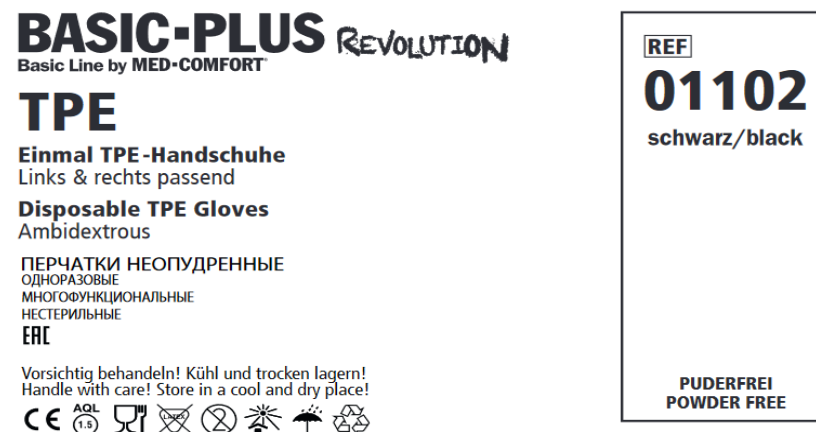 BASIC-PLUS REVOLUTION
Basic Line by MED-COMFORT
TPE
Einmal TPE-Handschuhe
Links & rechts passend
Disposable TPE Gloves
Ambidextrous
ПЕРЧАТКИ НЕОПУДРЕННЫЕ
ОДНОРАЗОВЫЕ
МНОГОФУНКЦИОНАЛЬНЫЕ
НЕСТЕРИЛЬНЫЕ
EAC
Vorsichtig behandeln! Kühl und trocken lagern!
Handle with care! Store in a cool and dry place!
CE AQL 1.5 LATEX 2
REF
01102
schwarz/black
PUDERFREI
POWDER FREE